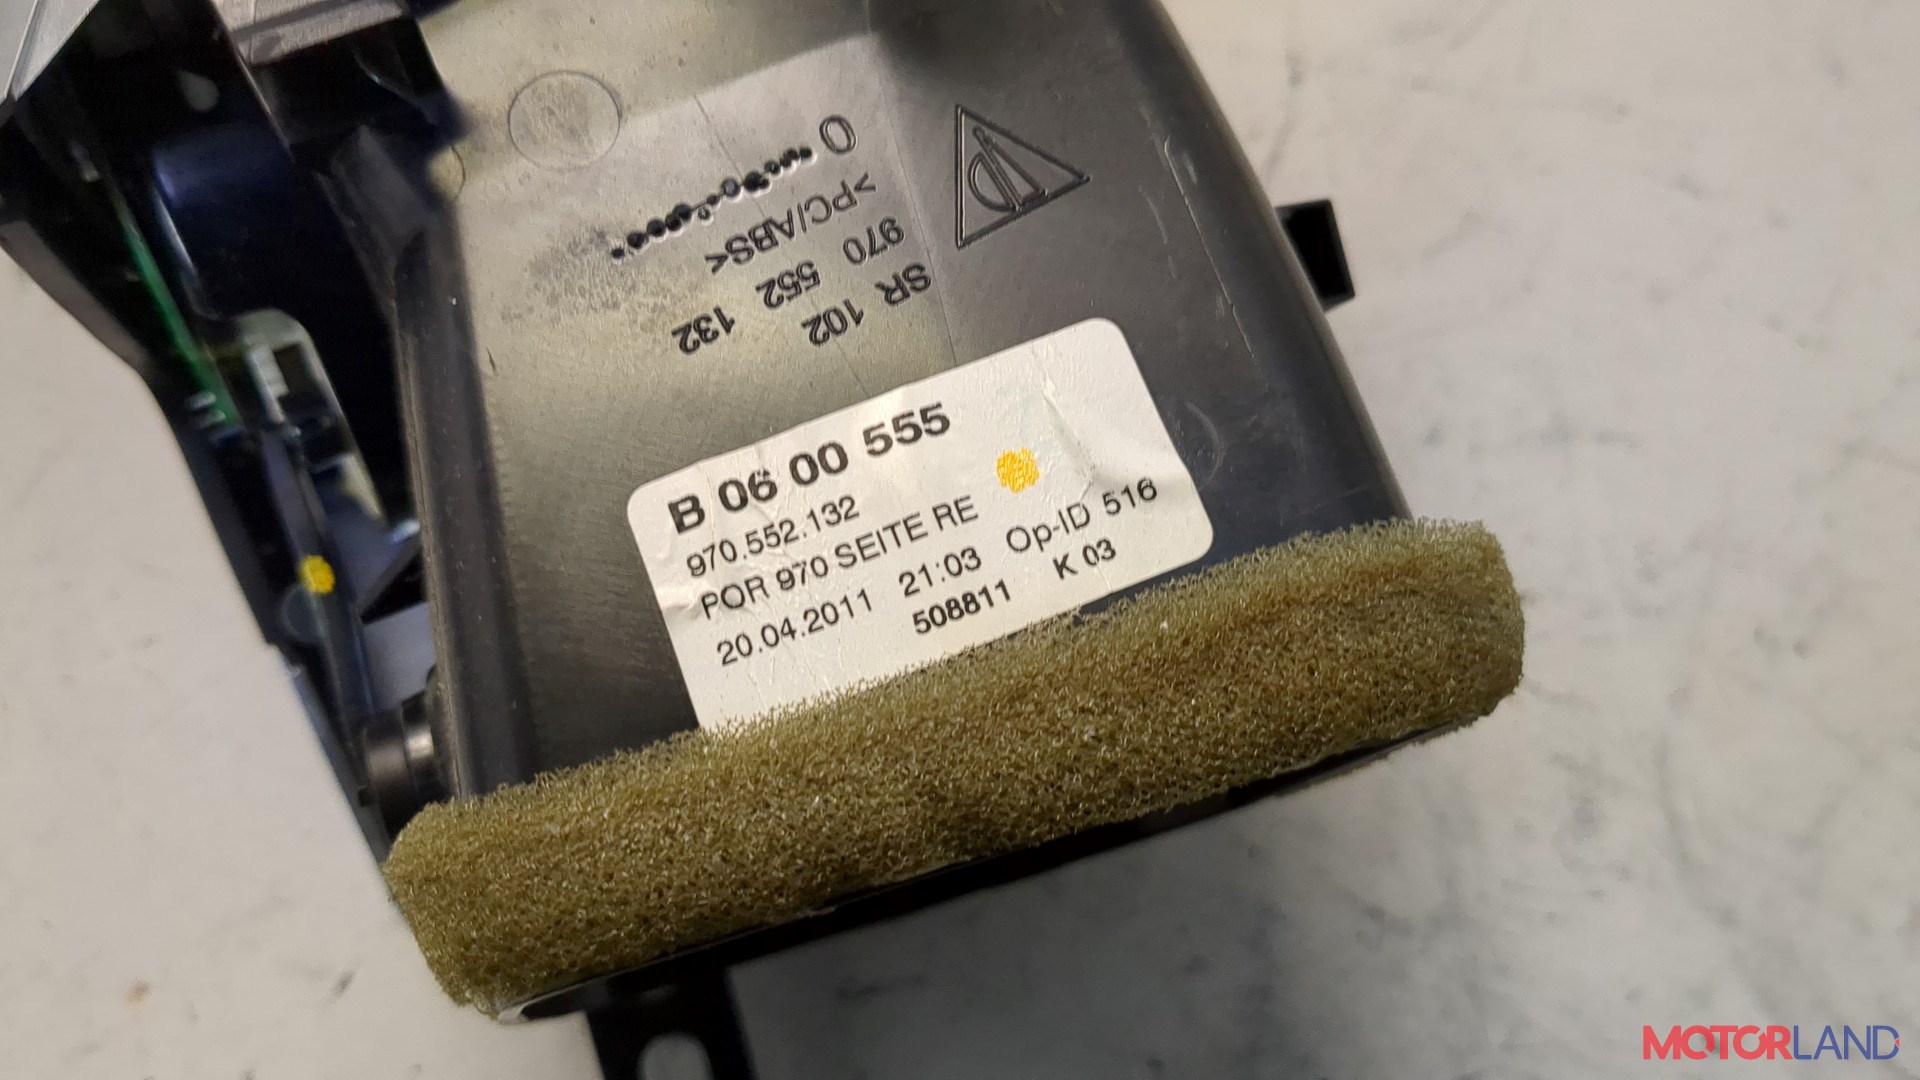 0
>PC/ABS<
970 552 132
SR 102
B 06 00 555
970.552.132
POR 970 SEITE RE
20.04.2011 21:03 Op-ID 516
508811 K 03
MOTORLAND